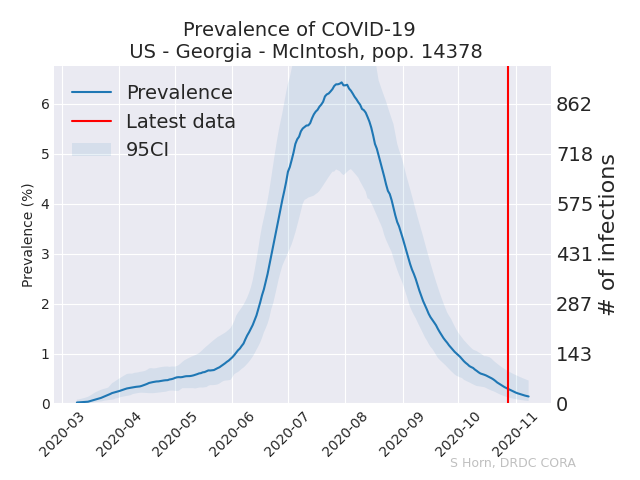 Prevalence of COVID-19
US - Georgia - McIntosh, pop. 14378
Prevalence
Latest data
95CI
Prevalence (%)
6
5
4
3
2
1
0
862
718
575
431
287
143
0
# of infections
2020-03
2020-04
2020-05
2020-06
2020-07
2020-08
2020-09
2020-10
2020-11
S Horn, DRDC CORA